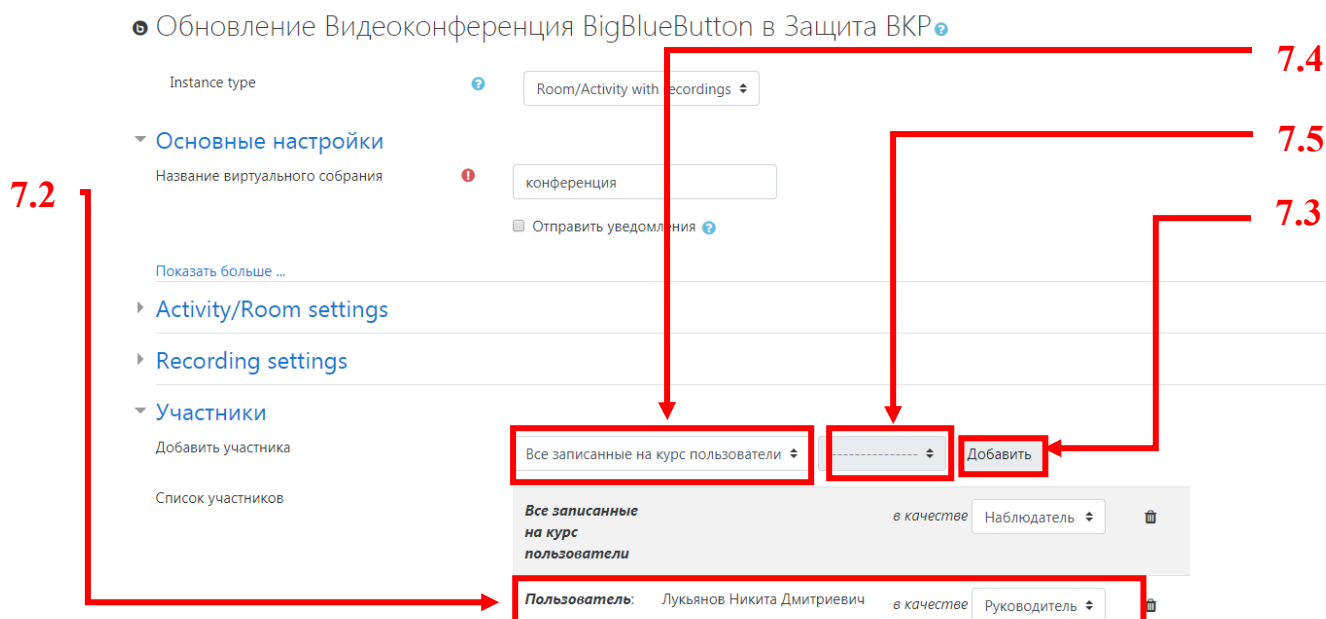 Обновление Видеоконференция BigBlueButton в Защита ВКР
7.4
Instance type
Room/Activity with recordings
Основные настройки
7.5
Название виртуального собрания
конференция
7.2
7.3
Отправить уведомления
Показать больше ...
Activity/Room settings
Recording settings
Участники
Добавить участника
Все записанные на курс пользователи
--------------
Добавить
Список участников
Все записанные
на курс
пользователи
в качестве
Наблюдатель
Пользователь: Лукьянов Никита Дмитриевич
в качестве
Руководитель